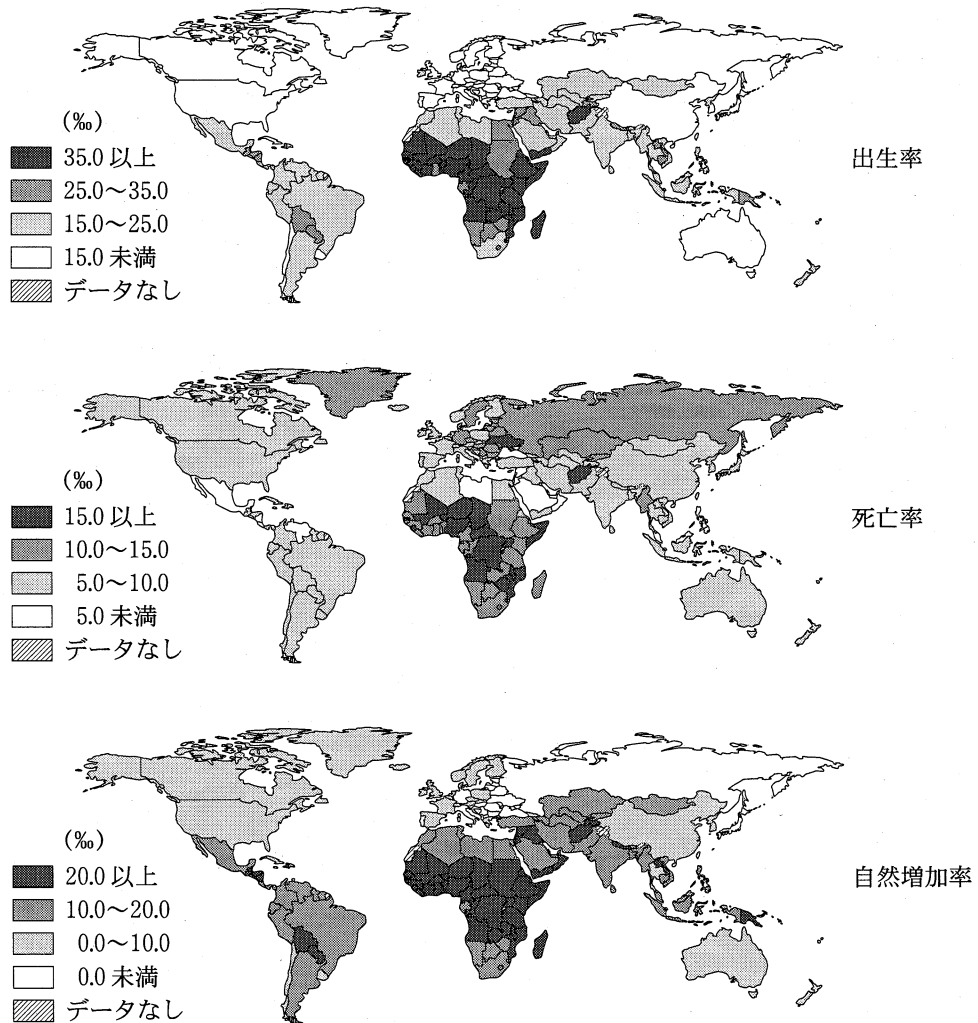 (‰)
35.0 以上
25.0～35.0
15.0～25.0
15.0 未満
データなし
出生率
(‰)
15.0 以上
10.0～15.0
5.0～10.0
5.0 未満
データなし
死亡率
(‰)
20.0 以上
10.0～20.0
0.0～10.0
0.0 未満
データなし
自然増加率